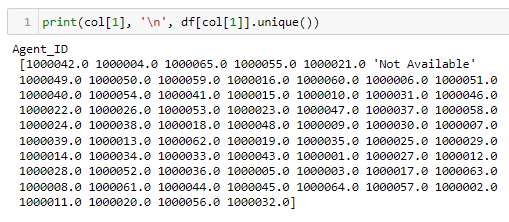 1 print(col[1], '\n', df[col[1]].unique())
Agent_ID
[1000042.0 1000004.0 1000065.0 1000055.0 1000021.0 'Not Available'
1000049.0 1000050.0 1000059.0 1000016.0 1000060.0 1000006.0 1000051.0
1000040.0 1000054.0 1000041.0 1000015.0 1000010.0 1000031.0 1000046.0
1000022.0 1000026.0 1000053.0 1000023.0 1000047.0 1000037.0 1000058.0
1000024.0 1000038.0 1000018.0 1000048.0 1000009.0 1000030.0 1000007.0
1000039.0 1000013.0 1000062.0 1000019.0 1000035.0 1000025.0 1000029.0
1000014.0 1000034.0 1000033.0 1000043.0 1000001.0 1000027.0 1000012.0
1000028.0 1000052.0 1000036.0 1000005.0 1000003.0 1000017.0 1000063.0
1000008.0 1000061.0 1000044.0 1000045.0 1000064.0 1000057.0 1000002.0
1000011.0 1000020.0 1000056.0 1000032.0]